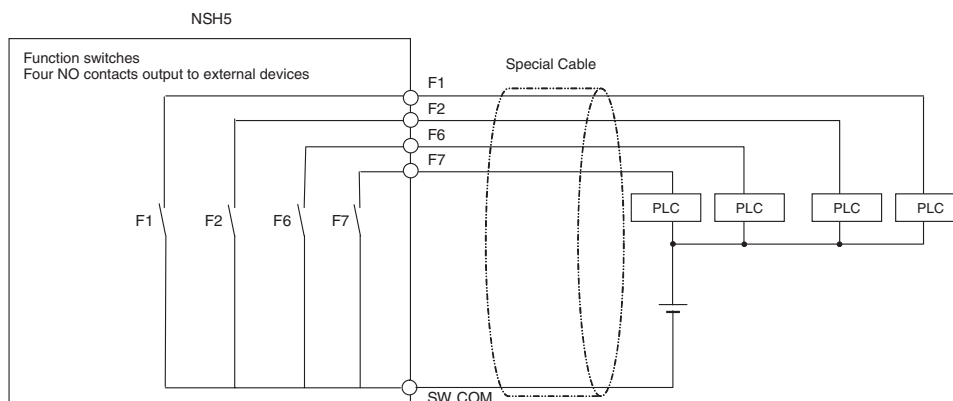 NSH5
Function switches
Four NO contacts output to external devices
Special Cable
F1
F2
F6
F7
F1
F2
F6
F7
PLC
PLC
PLC
PLC
SW COM